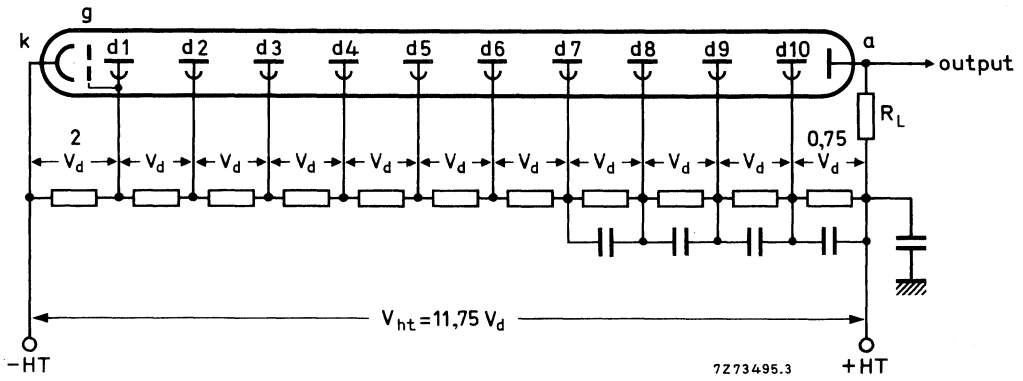 g
k d1 d2 d3 d4 d5 d6 d7 d8 d9 d10 a
output
R_L
2 0,75
V_d V_d V_d V_d V_d V_d V_d V_d V_d V_d V_d
V_ht=11,75 V_d
-HT 7Z73495.3 +HT